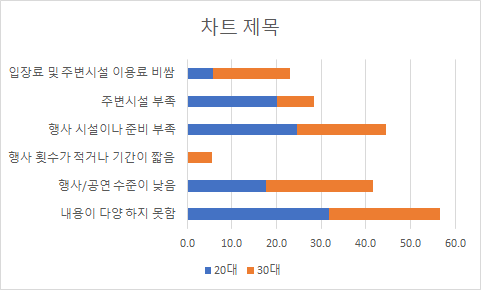 차트 제목
입장료 및 주변시설 이용료 비쌈
주변시설 부족
행사 시설이나 준비 부족
행사 횟수가 적거나 기간이 짧음
행사/공연 수준이 낮음
내용이 다양 하지 못함
0.0 10.0 20.0 30.0 40.0 50.0 60.0
20대 30대